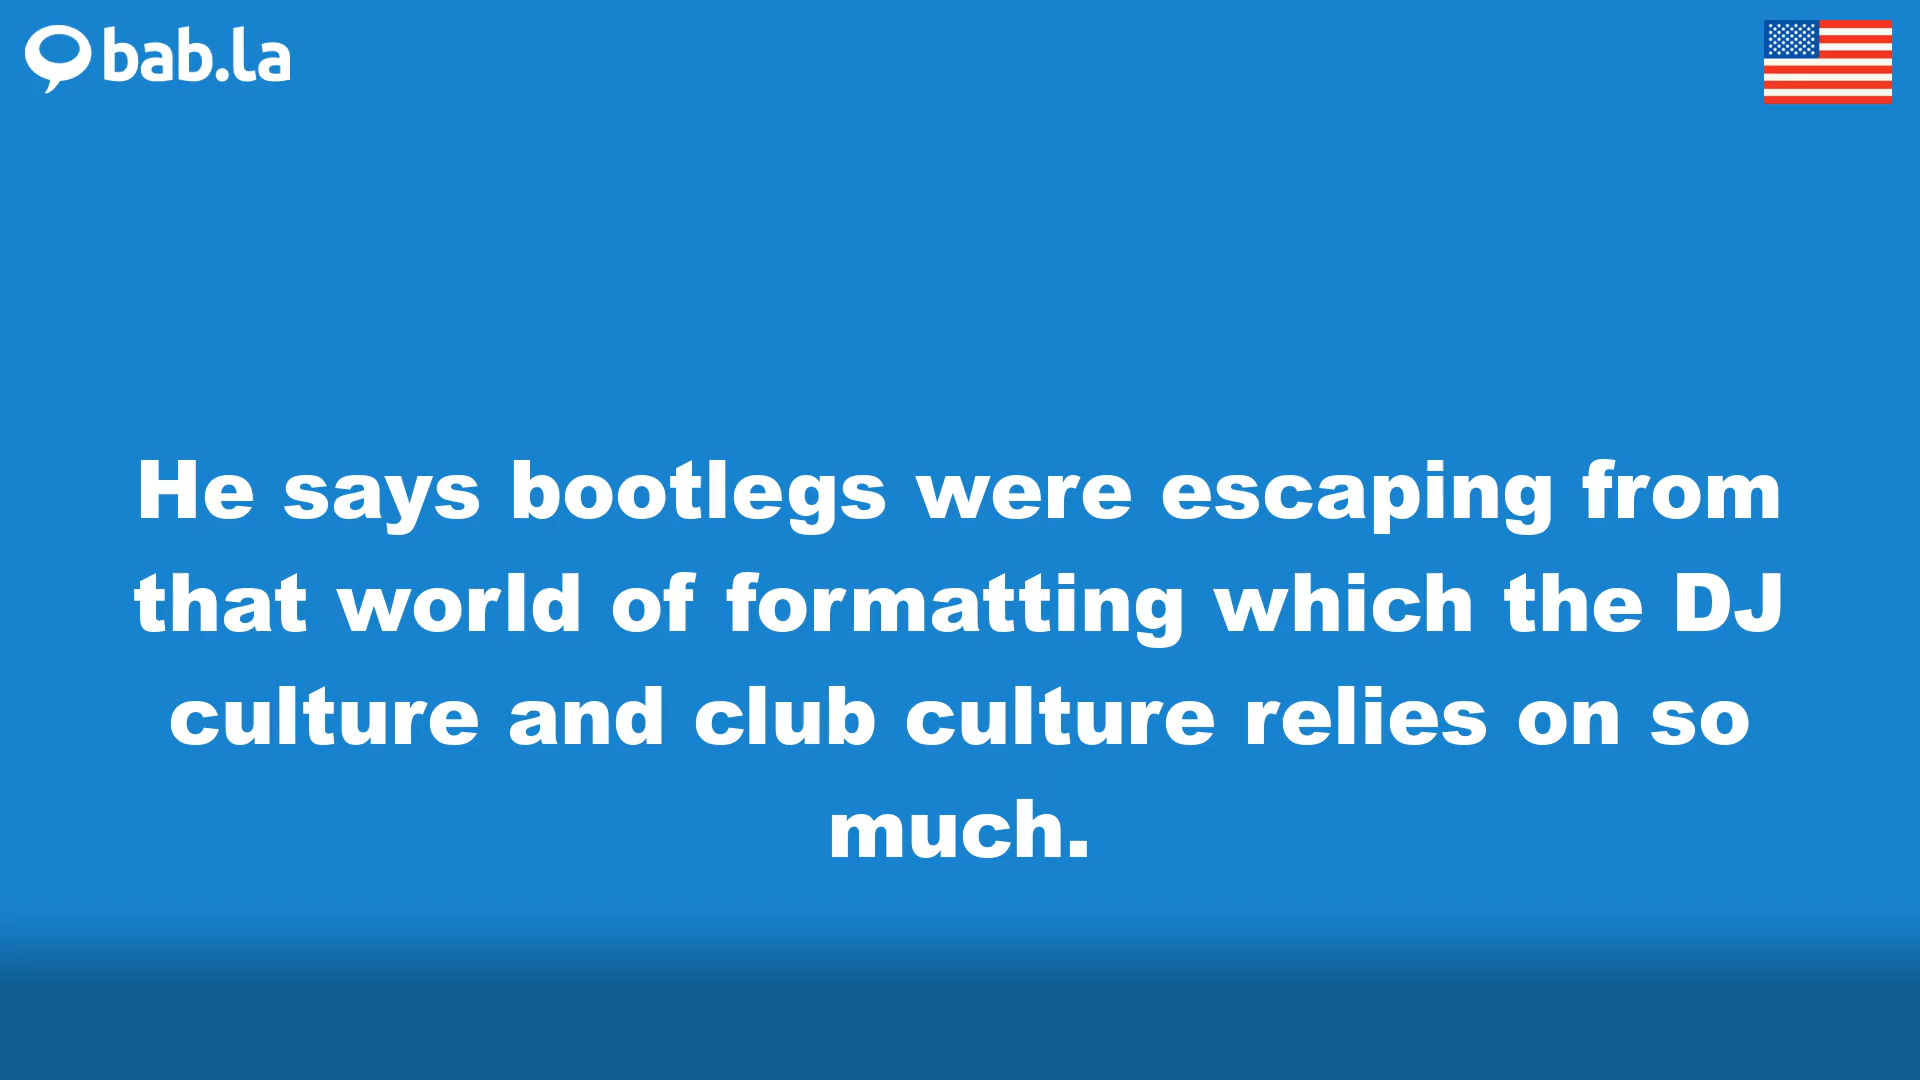 bab.la
He says bootlegs were escaping from
that world of formatting which the DJ
culture and club culture relies on so
much.